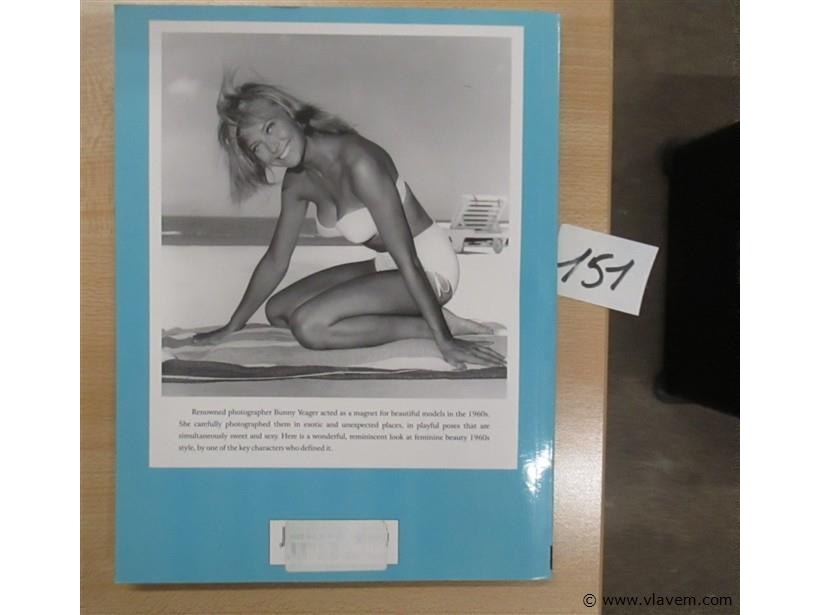 151
Renowned photographer Bunny Yeager acted as a magnet for beautiful models in the 1960s.
She carefully photographed them in exotic and unexpected places, in playful poses that are
simultaneously sweet and sexy. Here is a wonderful, reminiscent look at feminine beauty 1960s
style, by one of the key characters who defined it.
J
© www.vlavem.com